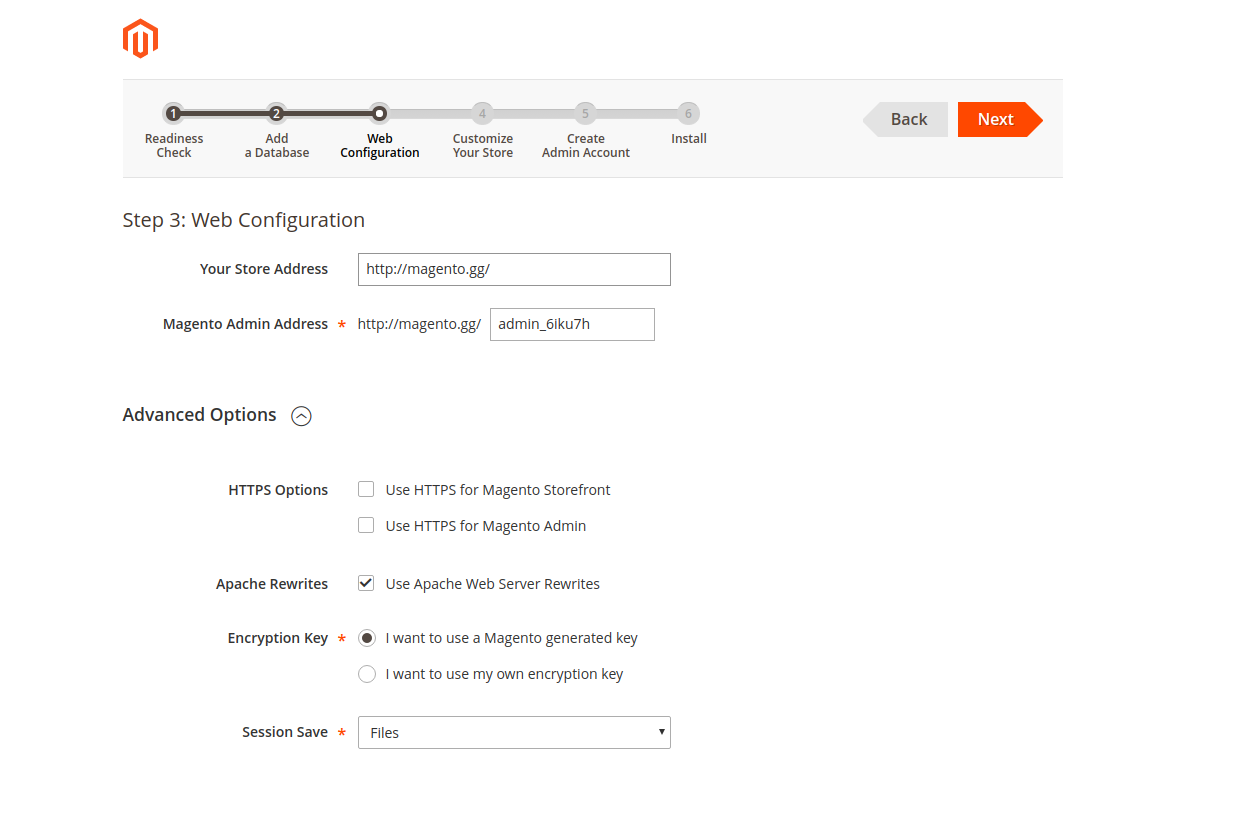 1 2 4 5 6
Readiness Check
Add a Database
Web Configuration
Customize Your Store
Create Admin Account
Install
Back
Next
Step 3: Web Configuration
Your Store Address
http://magento.gg/
Magento Admin Address * http://magento.gg/ admin_6iku7h
Advanced Options
HTTPS Options
Use HTTPS for Magento Storefront
Use HTTPS for Magento Admin
Apache Rewrites
Use Apache Web Server Rewrites
Encryption Key *
I want to use a Magento generated key
I want to use my own encryption key
Session Save *
Files